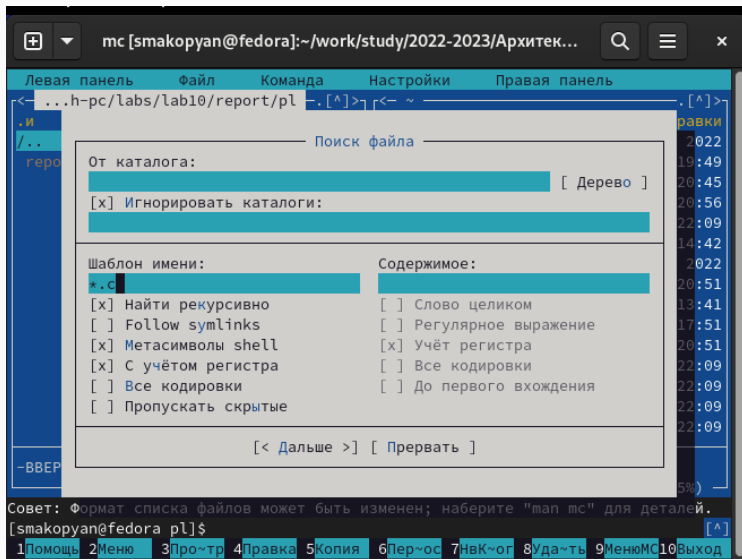 mc [smakopyan@fedora]:~/work/study/2022-2023/Архитек...
Левая панель Файл Команда Настройки Правая панель
<— ...h-pc/labs/lab10/report/pl —.[^]> <— ~ —.[^]>
.и равки
/.. Поиск файла 2022
repo От каталога: 19:49
[ Дерево ] 20:45
[x] Игнорировать каталоги: 20:56
22:09
14:42
Шаблон имени: Содержимое: 2022
*.c 20:51
[x] Найти рекурсивно [ ] Слово целиком 13:41
[ ] Follow symlinks [ ] Регулярное выражение 17:51
[x] Метасимволы shell [x] Учёт регистра 20:51
[x] С учётом регистра [ ] Все кодировки 22:09
[ ] Все кодировки [ ] До первого вхождения 22:09
[ ] Пропускать скрытые 22:09
22:09
[< Дальше >] [ Прервать ]
-ВВЕР
5%)
Совет: Формат списка файлов может быть изменен; наберите "man mc" для деталей.
[smakopyan@fedora pl]$ [^]
1Помощь 2Меню 3Про~тр 4Правка 5Копия 6Пер~ос 7НвК~ог 8Уда~ть 9МенюMC 10Выход